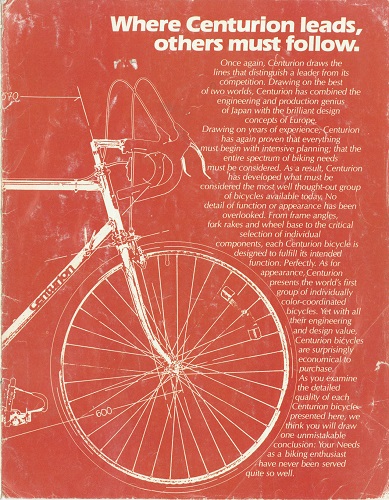 Where Centurion leads,
others must follow.
Once again, Centurion draws the
lines that distinguish a leader from its
competition. Drawing on the best
of two worlds, Centurion has combined the
engineering and production genius
of Japan with the brilliant design
concepts of Europe.
Drawing on years of experience, Centurion
has again proven that everything
must begin with intensive planning; that the
entire spectrum of biking needs
must be considered. As a result, Centurion
has developed what must be
considered the most well thought-out group
of bicycles available today. No
detail of function or appearance has been
overlooked. From frame angles,
fork rakes and wheel base to the critical
selection of individual
components, each Centurion bicycle is
designed to fulfill its intended
function. Perfectly. As for
appearance, Centurion
presents the world's first
group of individually
color-coordinated
bicycles. Yet with all
their engineering
and design value,
Centurion bicycles
are surprisingly
economical to
purchase.
As you examine
the detailed
quality of each
Centurion bicycle
presented here, we
think you will draw
one unmistakable
conclusion: Your Needs
as a biking enthusiast
have never been served
quite so well.
570
Centurion
600